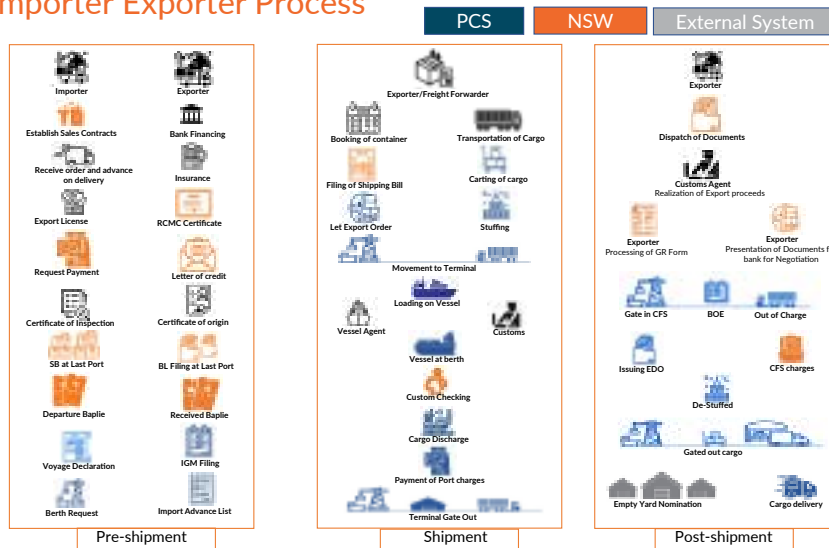 mporter Exporter Process
PCS
NSW
External System
Importer
Exporter
Establish Sales Contracts
Bank Financing
Receive order and advance
on delivery
Insurance
Export License
RCMC Certificate
Request Payment
Letter of credit
Certificate of Inspection
Certificate of origin
SB at Last Port
BL Filing at Last Port
Departure Baplie
Received Baplie
Voyage Declaration
IGM Filing
Berth Request
Import Advance List
Pre-shipment
Exporter/Freight Forwarder
Booking of container
Transportation of Cargo
Filing of Shipping Bill
Carting of cargo
Let Export Order
Stuffing
Movement to Terminal
Loading on Vessel
Vessel Agent
Customs
Vessel at berth
Custom Checking
Cargo Discharge
Payment of Port charges
Terminal Gate Out
Shipment
Exporter
Dispatch of Documents
Customs Agent
Realization of Export proceeds
Exporter
Processing of GR Form
Exporter
Presentation of Documents f
bank for Negotiation
Gate in CFS
BOE
Out of Charge
Issuing EDO
CFS charges
De-Stuffed
Gated out cargo
Empty Yard Nomination
Cargo delivery
Post-shipment